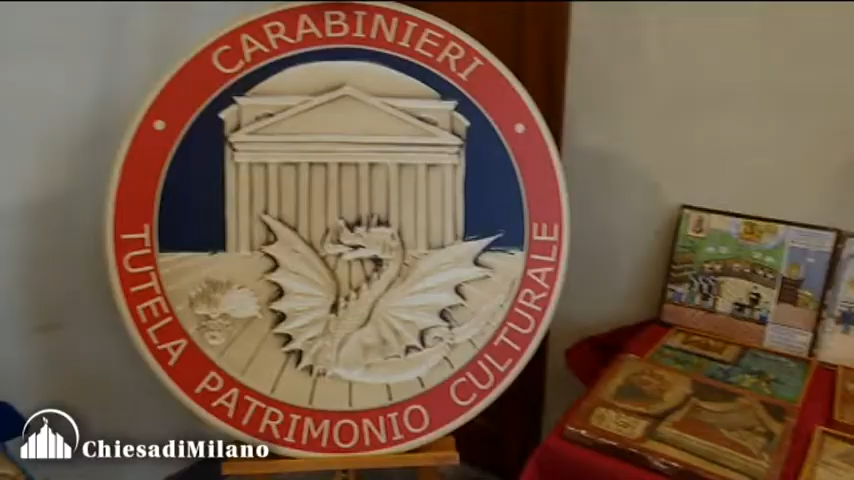 CARABINIERI
TUTELA PATRIMONIO CULTURALE
ChiesadiMilano